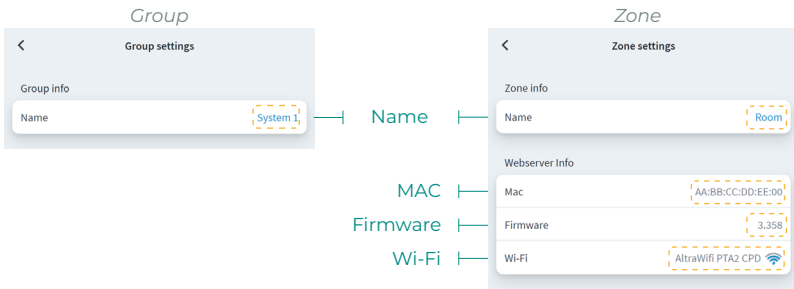 Group
Group settings
Group info
Name
System 1
Name
MAC
Firmware
Wi-Fi
Zone
Zone settings
Zone info
Name
Room
Webserver Info
Mac
AA:BB:CC:DD:EE:00
Firmware
3.358
Wi-Fi
AltraWifi PTA2 CPD